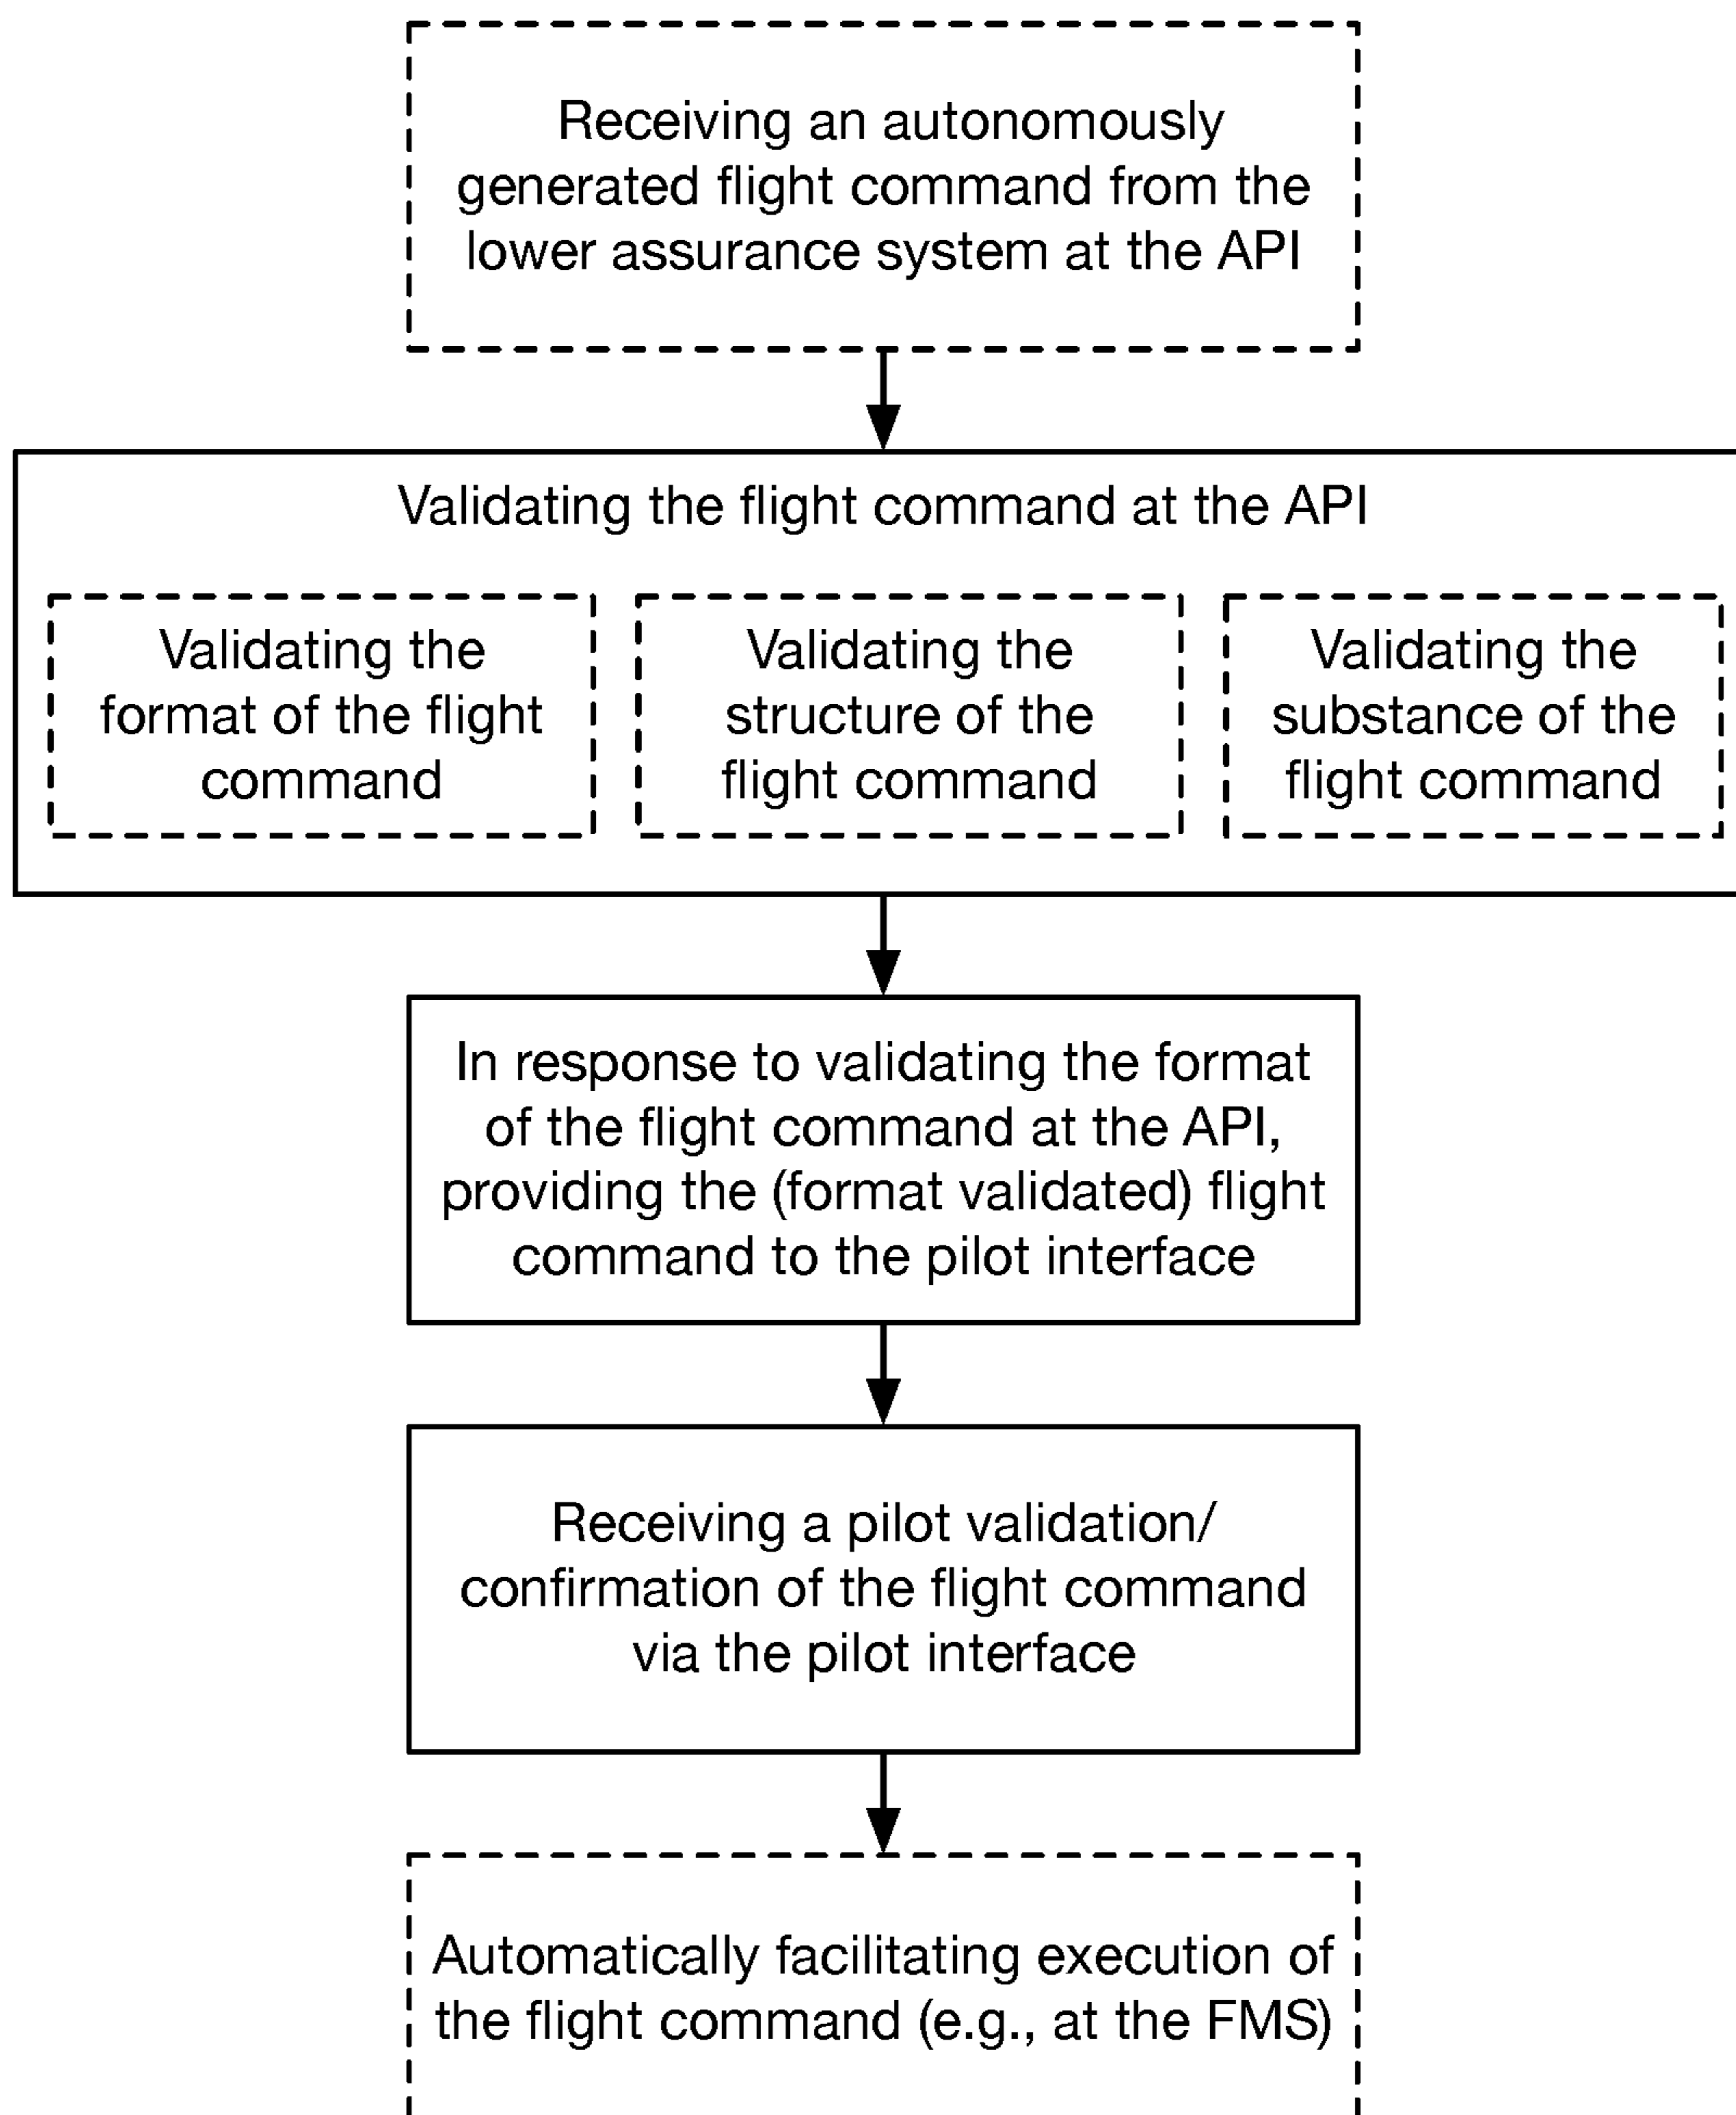 Receiving an autonomously
generated flight command from the
lower assurance system at the API
Validating the flight command at the API
Validating the
format of the flight
command
Validating the
structure of the
flight command
Validating the
substance of the
flight command
In response to validating the format
of the flight command at the API,
providing the (format validated) flight
command to the pilot interface
Receiving a pilot validation/
confirmation of the flight command
via the pilot interface
Automatically facilitating execution of
the flight command (e.g., at the FMS)